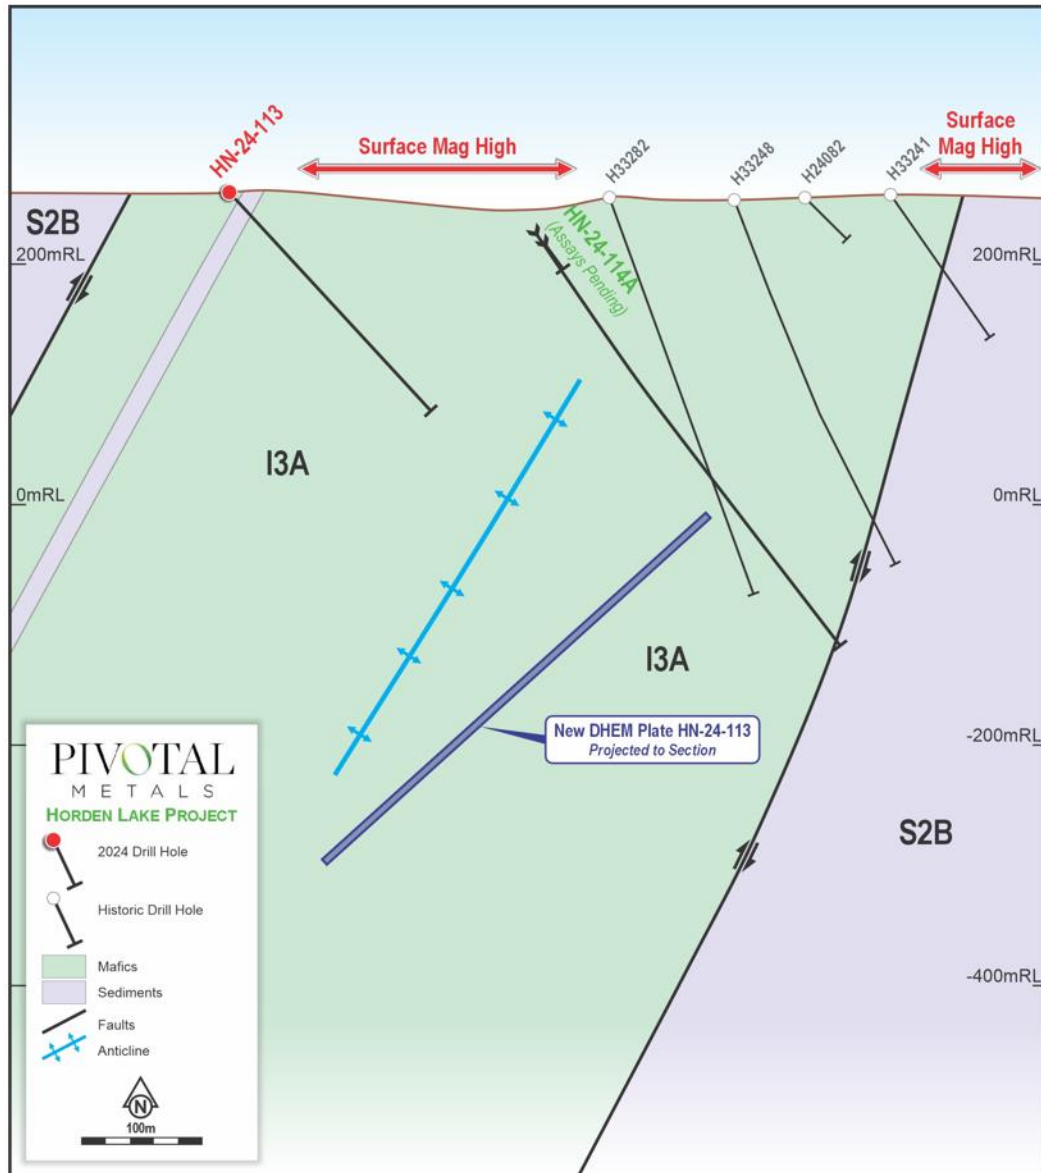 HN-24-113
Surface Mag High
H33282
H33248
H24082
H33241
Surface
Mag High
S2B
200mRL
200mRL
HN-24-114A
(Assays Pending)
I3A
0mRL
0mRL
I3A
New DHEM Plate HN-24-113
Projected to Section
-200mRL
S2B
-400mRL
PIVOTAL
METALS
HORDEN LAKE PROJECT
2024 Drill Hole
Historic Drill Hole
Mafics
Sediments
Faults
Anticline
N
100m